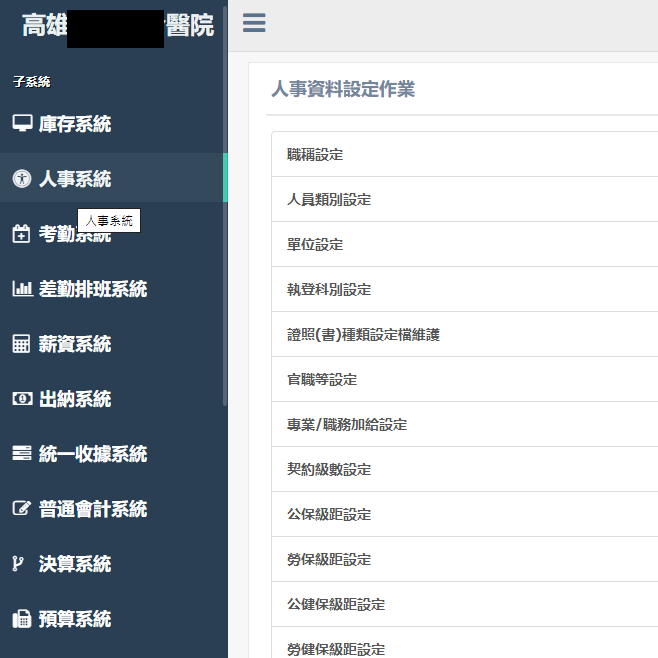 高雄 醫院
子系統
庫存系統
人事系統
人事系統
考勤系統
差勤排班系統
薪資系統
出納系統
統一收據系統
普通會計系統
決算系統
預算系統
人事資料設定作業
職稱設定
人員類別設定
單位設定
執登科別設定
證照(書)種類設定檔維護
官職等設定
專業/職務加給設定
契約級數設定
公保級距設定
勞保級距設定
公健保級距設定
勞健保級距設定